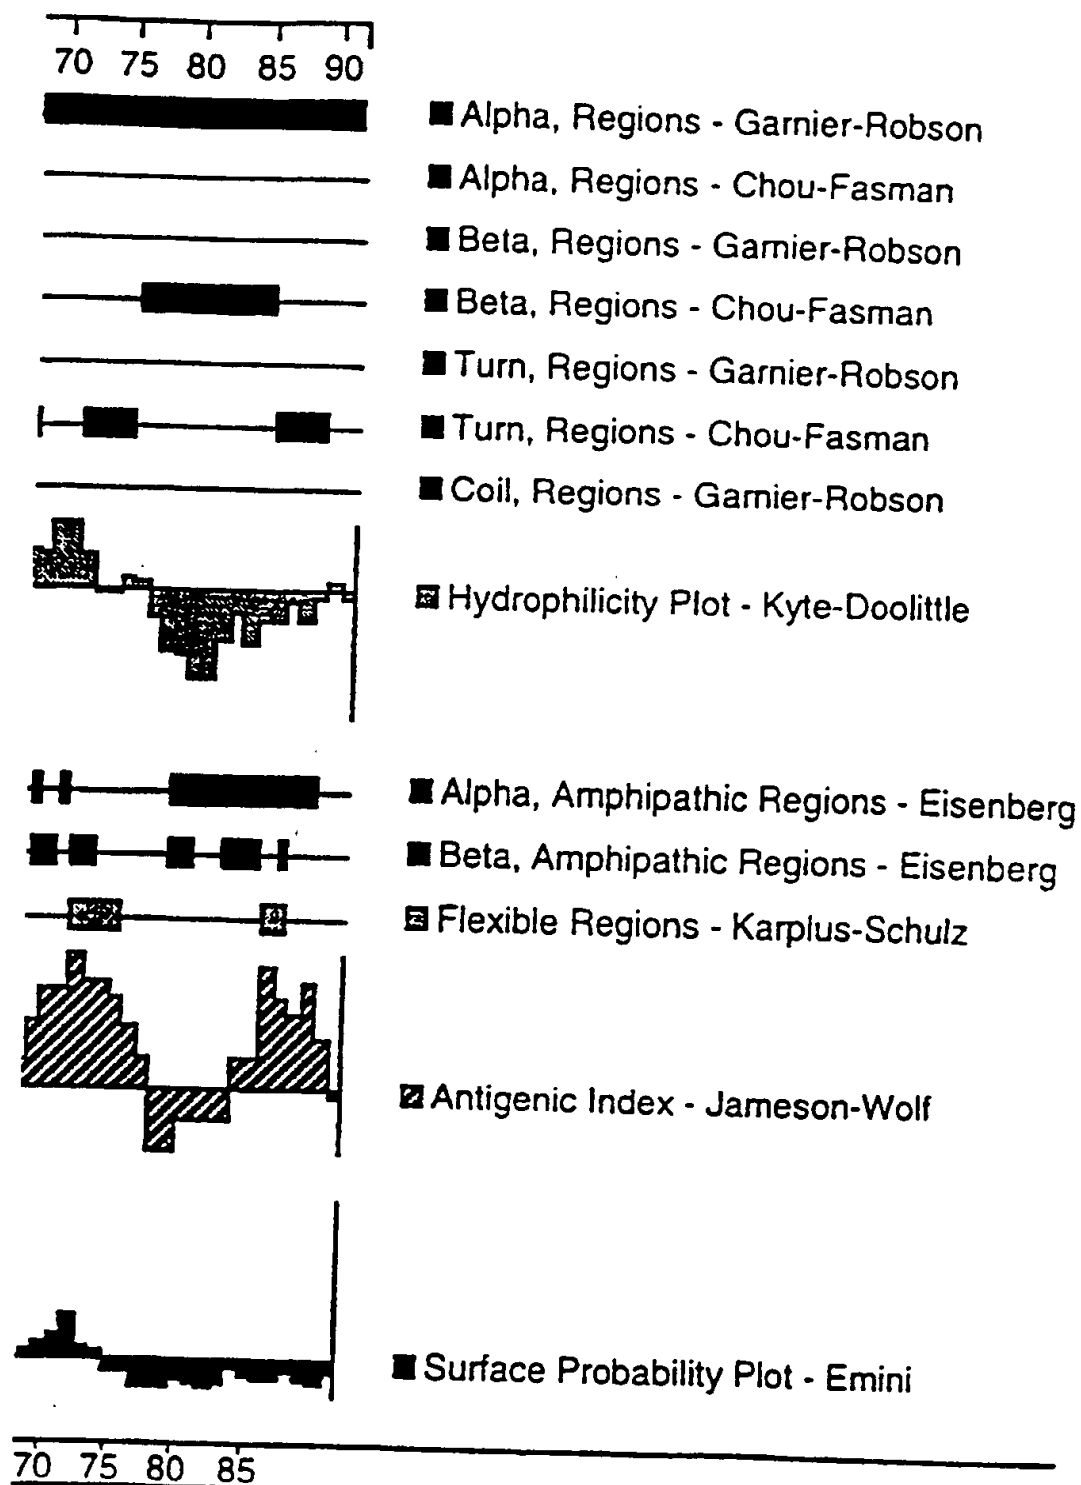 70 75 80 85 90
Alpha, Regions - Garnier-Robson
Alpha, Regions - Chou-Fasman
Beta, Regions - Garnier-Robson
Beta, Regions - Chou-Fasman
Turn, Regions - Garnier-Robson
Turn, Regions - Chou-Fasman
Coil, Regions - Garnier-Robson
Hydrophilicity Plot - Kyte-Doolittle
Alpha, Amphipathic Regions - Eisenberg
Beta, Amphipathic Regions - Eisenberg
Flexible Regions - Karplus-Schulz
Antigenic Index - Jameson-Wolf
Surface Probability Plot - Emini
70 75 80 85